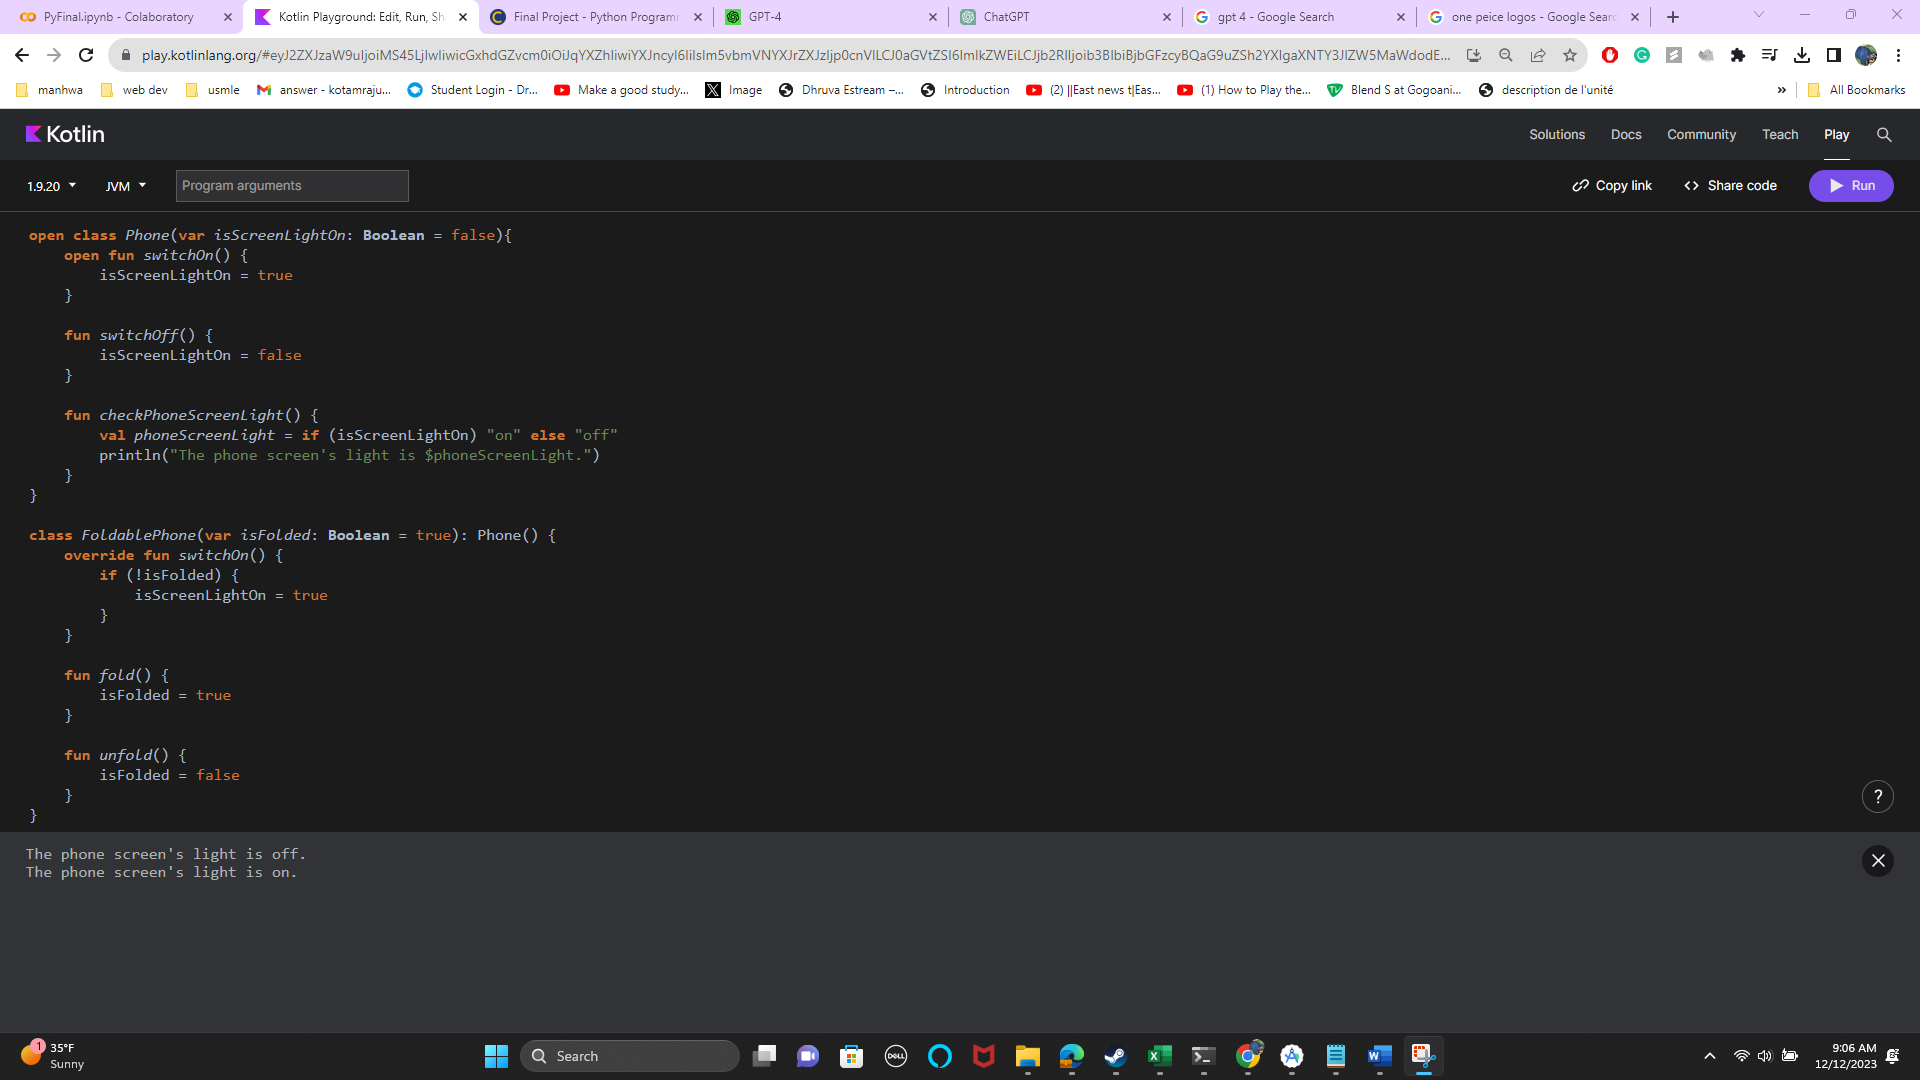 PyFinal.ipynb - Colaboratory
Kotlin Playground: Edit, Run, Sh
Final Project - Python Programm
GPT-4
ChatGPT
gpt 4 - Google Search
one peice logos - Google Searc
manhwa
web dev
usmle
answer - kotamraju...
Student Login - Dr...
Make a good study...
Image
Dhruva Estream –...
Introduction
(2) ||East news t|Eas...
(1) How to Play the...
Blend S at Gogoani...
description de l'unité
»
All Bookmarks
Kotlin
Solutions
Docs
Community
Teach
Play
1.9.20
JVM
Program arguments
Copy link
Share code
Run
open class Phone(var isScreenLightOn: Boolean = false){
    open fun switchOn() {
        isScreenLightOn = true
    }
    fun switchOff() {
        isScreenLightOn = false
    }
    fun checkPhoneScreenLight() {
        val phoneScreenLight = if (isScreenLightOn) "on" else "off"
        println("The phone screen's light is $phoneScreenLight.")
    }
}
class FoldablePhone(var isFolded: Boolean = true): Phone() {
    override fun switchOn() {
        if (!isFolded) {
            isScreenLightOn = true
        }
    }
    fun fold() {
        isFolded = true
    }
    fun unfold() {
        isFolded = false
    }
}
?
The phone screen's light is off.
The phone screen's light is on.
1
35°F
Sunny
Search
DELL
9:06 AM
12/12/2023